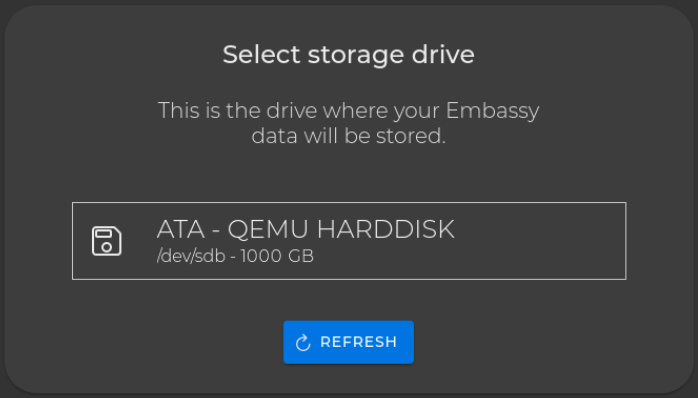 Select storage drive
This is the drive where your Embassy
data will be stored.
ATA - QEMU HARDDISK
/dev/sdb - 1000 GB
REFRESH